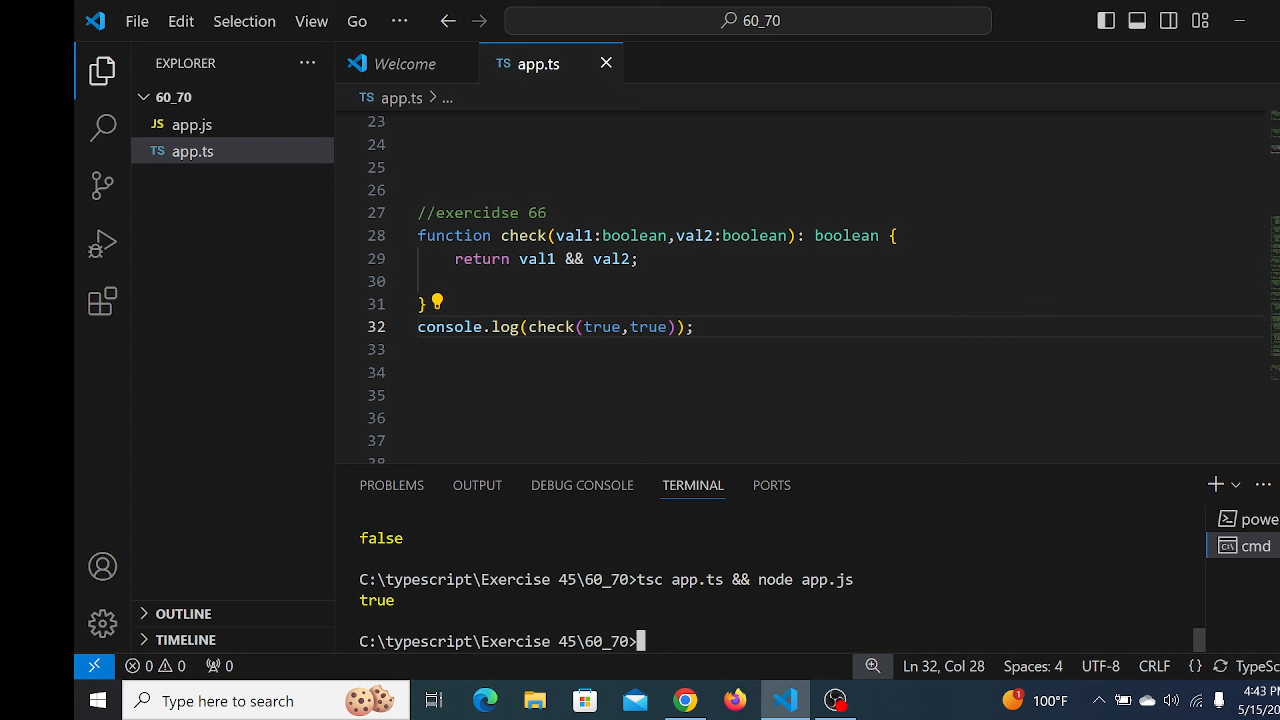 File Edit Selection View Go ··· 60_70
EXPLORER ···
60_70
JS app.js
TS app.ts
Welcome
TS app.ts
TS app.ts > ...
23
24
25
26
27 //exercidse 66
28 function check(val1:boolean,val2:boolean): boolean {
29 return val1 && val2;
30
31 }
32 console.log(check(true,true));
33
34
35
36
37
38
PROBLEMS OUTPUT DEBUG CONSOLE TERMINAL PORTS
false
C:\typescript\Exercise 45\60_70>tsc app.ts && node app.js
true
C:\typescript\Exercise 45\60_70>
powe
cmd
OUTLINE
TIMELINE
0 0 0 Ln 32, Col 28 Spaces: 4 UTF-8 CRLF {} TypeSc
Type here to search
1 100°F
4:43 PM
5/15/20